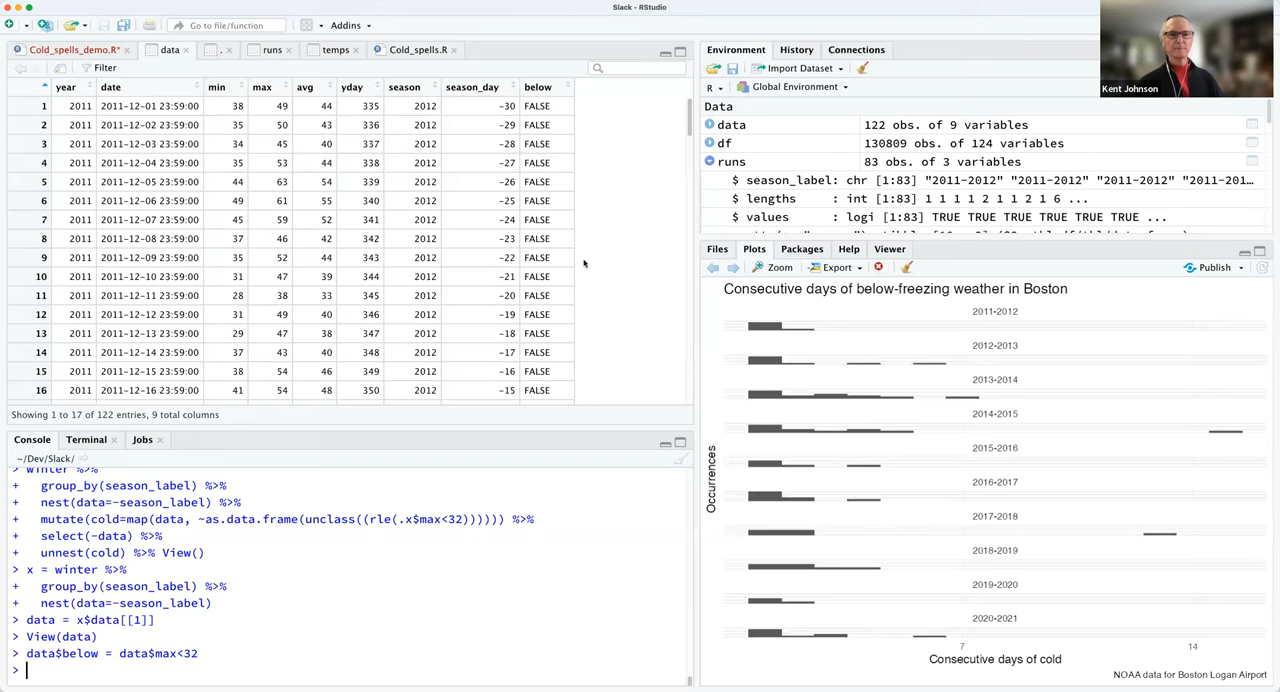 Slack - RStudio
Go to file/function
Addins
Cold_spells_demo.R*
data
.
runs
temps
Cold_spells.R
Filter
year date min max avg yday season season_day below
1 2011 2011-12-01 23:59:00 38 49 44 335 2012 -30 FALSE
2 2011 2011-12-02 23:59:00 35 50 43 336 2012 -29 FALSE
3 2011 2011-12-03 23:59:00 34 45 40 337 2012 -28 FALSE
4 2011 2011-12-04 23:59:00 35 53 44 338 2012 -27 FALSE
5 2011 2011-12-05 23:59:00 44 63 54 339 2012 -26 FALSE
6 2011 2011-12-06 23:59:00 49 61 55 340 2012 -25 FALSE
7 2011 2011-12-07 23:59:00 45 59 52 341 2012 -24 FALSE
8 2011 2011-12-08 23:59:00 37 46 42 342 2012 -23 FALSE
9 2011 2011-12-09 23:59:00 35 52 44 343 2012 -22 FALSE
10 2011 2011-12-10 23:59:00 31 47 39 344 2012 -21 FALSE
11 2011 2011-12-11 23:59:00 28 38 33 345 2012 -20 FALSE
12 2011 2011-12-12 23:59:00 31 49 40 346 2012 -19 FALSE
13 2011 2011-12-13 23:59:00 29 47 38 347 2012 -18 FALSE
14 2011 2011-12-14 23:59:00 37 43 40 348 2012 -17 FALSE
15 2011 2011-12-15 23:59:00 38 54 46 349 2012 -16 FALSE
16 2011 2011-12-16 23:59:00 41 54 48 350 2012 -15 FALSE
Showing 1 to 17 of 122 entries, 9 total columns
Console
Terminal
Jobs
~/Dev/Slack/
> winter %>%
+ group_by(season_label) %>%
+ nest(data=-season_label) %>%
+ mutate(cold=map(data, ~as.data.frame(unclass((rle(.x$max<32)))))) %>%
+ select(-data) %>%
+ unnest(cold) %>% View()
> x = winter %>%
+ group_by(season_label) %>%
+ nest(data=-season_label)
> data = x$data[[1]]
> View(data)
> data$below = data$max<32
>
Environment
History
Connections
Import Dataset
R
Global Environment
Data
data 122 obs. of 9 variables
df 130809 obs. of 124 variables
runs 83 obs. of 3 variables
$ season_label: chr [1:83] "2011-2012" "2011-2012" "2011-2012" "2011-201…
$ lengths : int [1:83] 1 1 1 1 2 1 1 2 1 6 ...
$ values : logi [1:83] TRUE TRUE TRUE TRUE TRUE TRUE ...
Kent Johnson
Files
Plots
Packages
Help
Viewer
Zoom
Export
Publish
Consecutive days of below-freezing weather in Boston
2011-2012
2012-2013
2013-2014
2014-2015
2015-2016
2016-2017
2017-2018
2018-2019
2019-2020
2020-2021
Occurrences
7
14
Consecutive days of cold
NOAA data for Boston Logan Airport